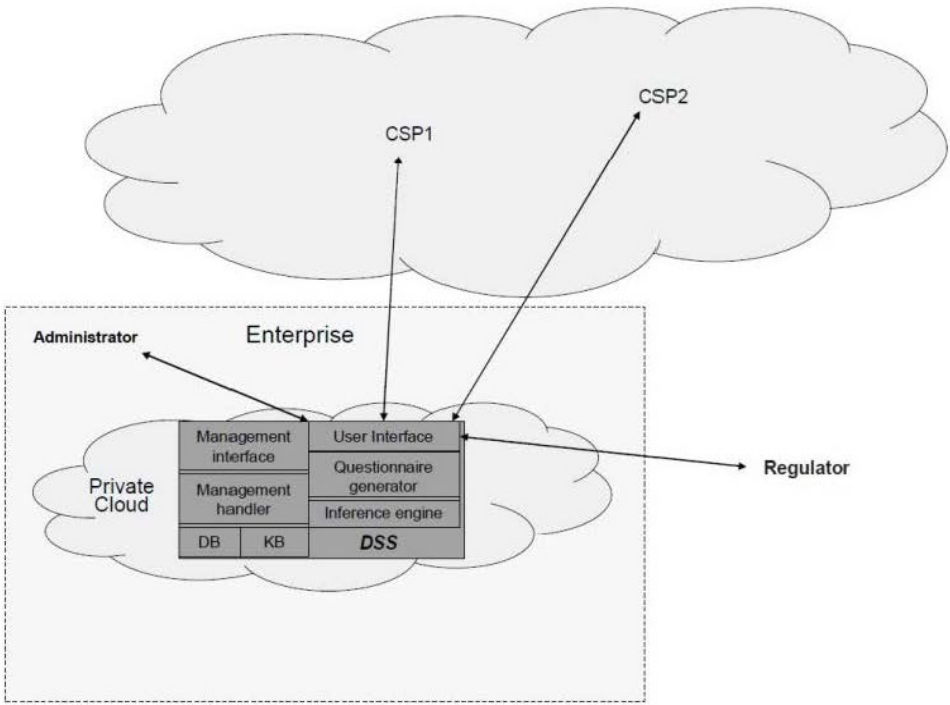 CSP2
CSP1
Administrator
Enterprise
Management
interface
User Interface
Questionnaire
generator
Regulator
Private
Cloud
Management
handler
Inference engine
DB
KB
DSS